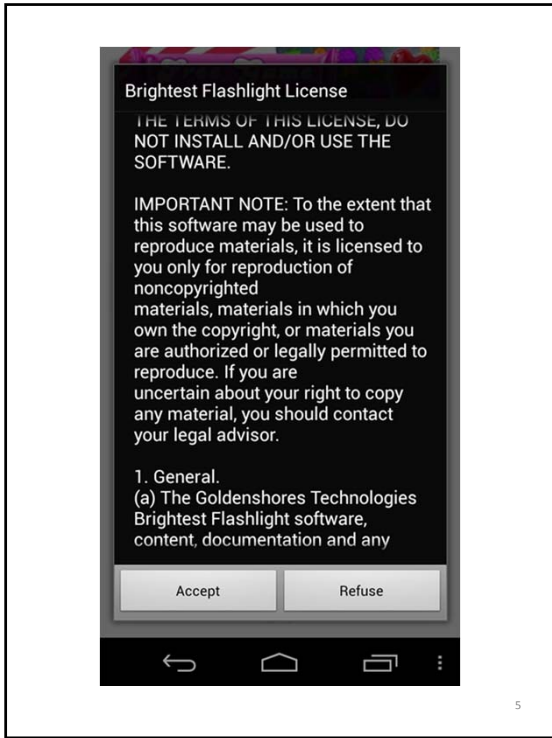 Brightest Flashlight License
THE TERMS OF THIS LICENSE, DO
NOT INSTALL AND/OR USE THE
SOFTWARE.
IMPORTANT NOTE: To the extent that
this software may be used to
reproduce materials, it is licensed to
you only for reproduction of
noncopyrighted
materials, materials in which you
own the copyright, or materials you
are authorized or legally permitted to
reproduce. If you are
uncertain about your right to copy
any material, you should contact
your legal advisor.
1. General.
(a) The Goldenshores Technologies
Brightest Flashlight software,
content, documentation and any
Accept Refuse
5